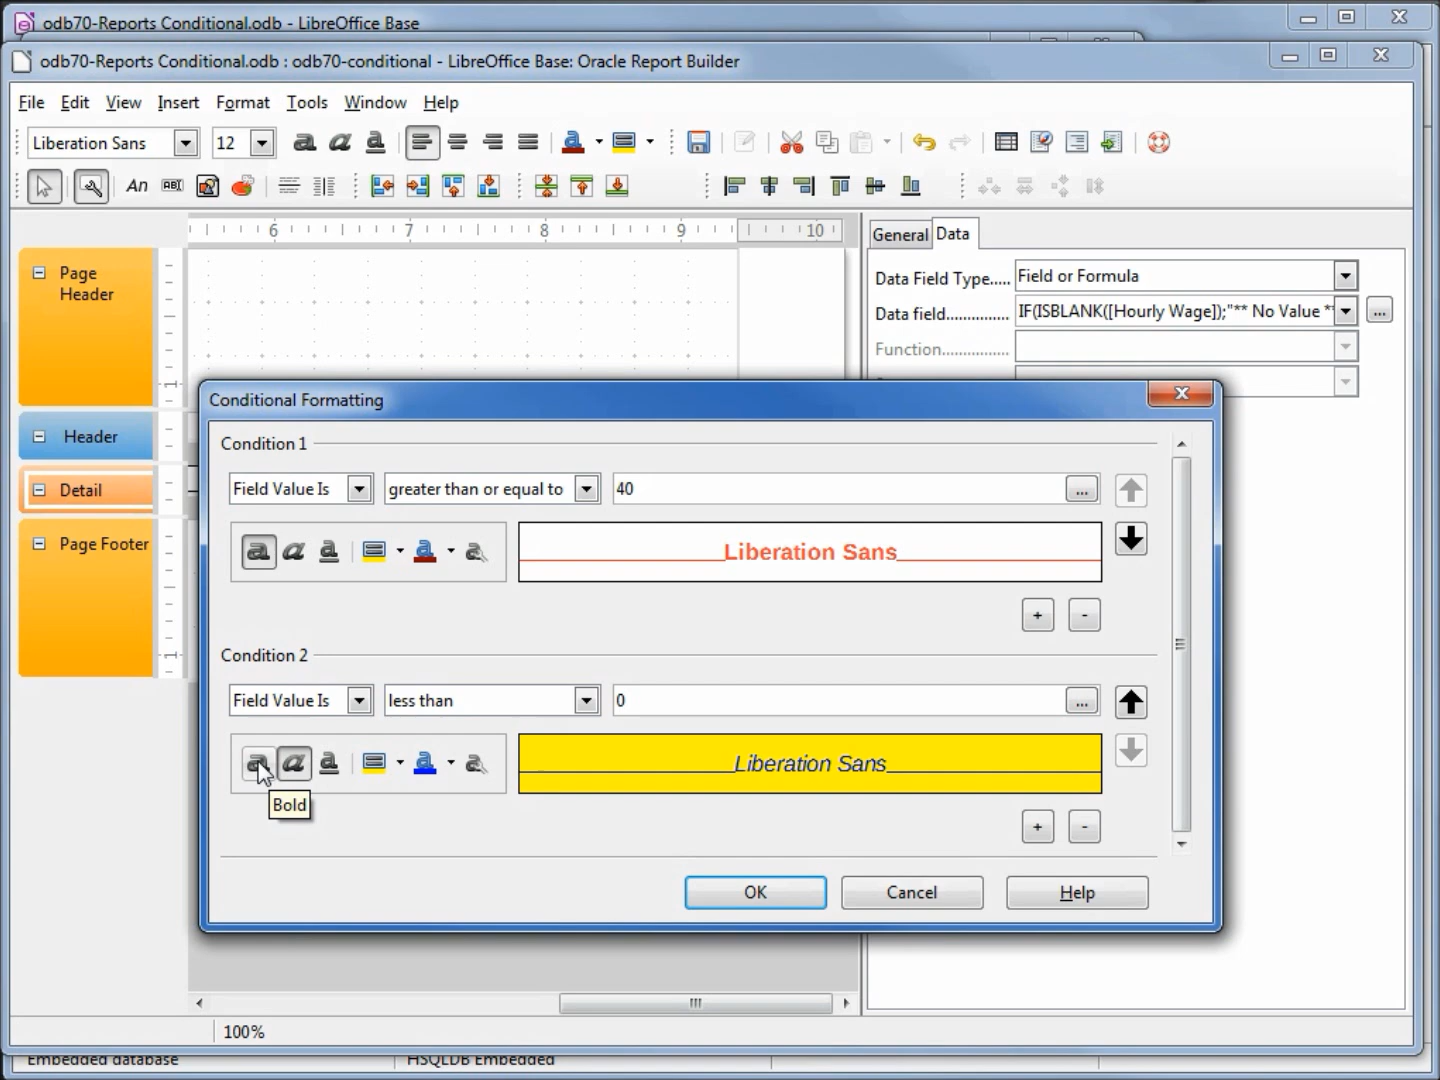 odb70-Reports Conditional.odb - LibreOffice Base
odb70-Reports Conditional.odb : odb70-conditional - LibreOffice Base: Oracle Report Builder
File Edit View Insert Format Tools Window Help
Liberation Sans 12
6 7 8 9 10
General Data
Page Header
Data Field Type..... Field or Formula
Data field............... IF(ISBLANK([Hourly Wage]);"** No Value *
Function................
Conditional Formatting
Header
Detail
Page Footer
Condition 1
Field Value Is greater than or equal to 40 ...
Liberation Sans
+ -
Condition 2
Field Value Is less than 0 ...
Liberation Sans
Bold
+ -
OK Cancel Help
100%
Embedded database HSQLDB Embedded